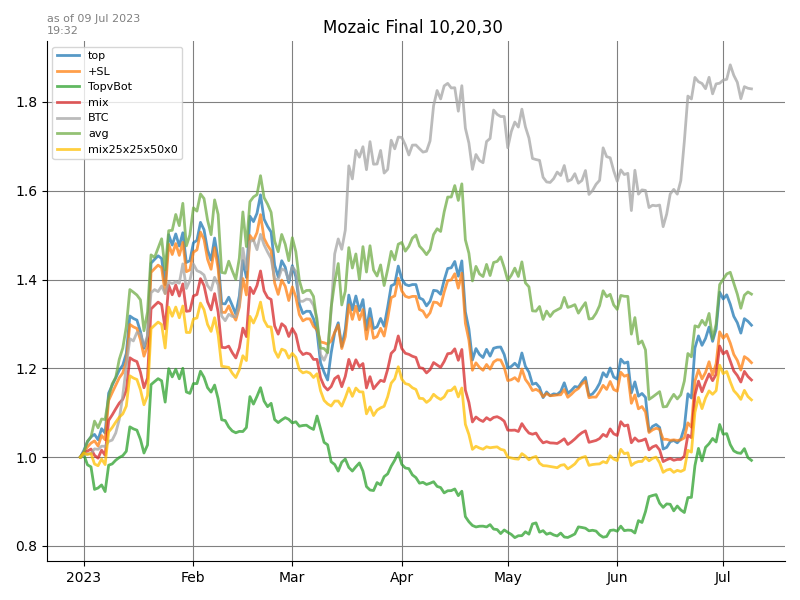 as of 09 Jul 2023
19:32
Mozaic Final 10,20,30
top
+SL
TopvBot
mix
BTC
avg
mix25x25x50x0
1.8
1.6
1.4
1.2
1.0
0.8
2023 Feb Mar Apr May Jun Jul